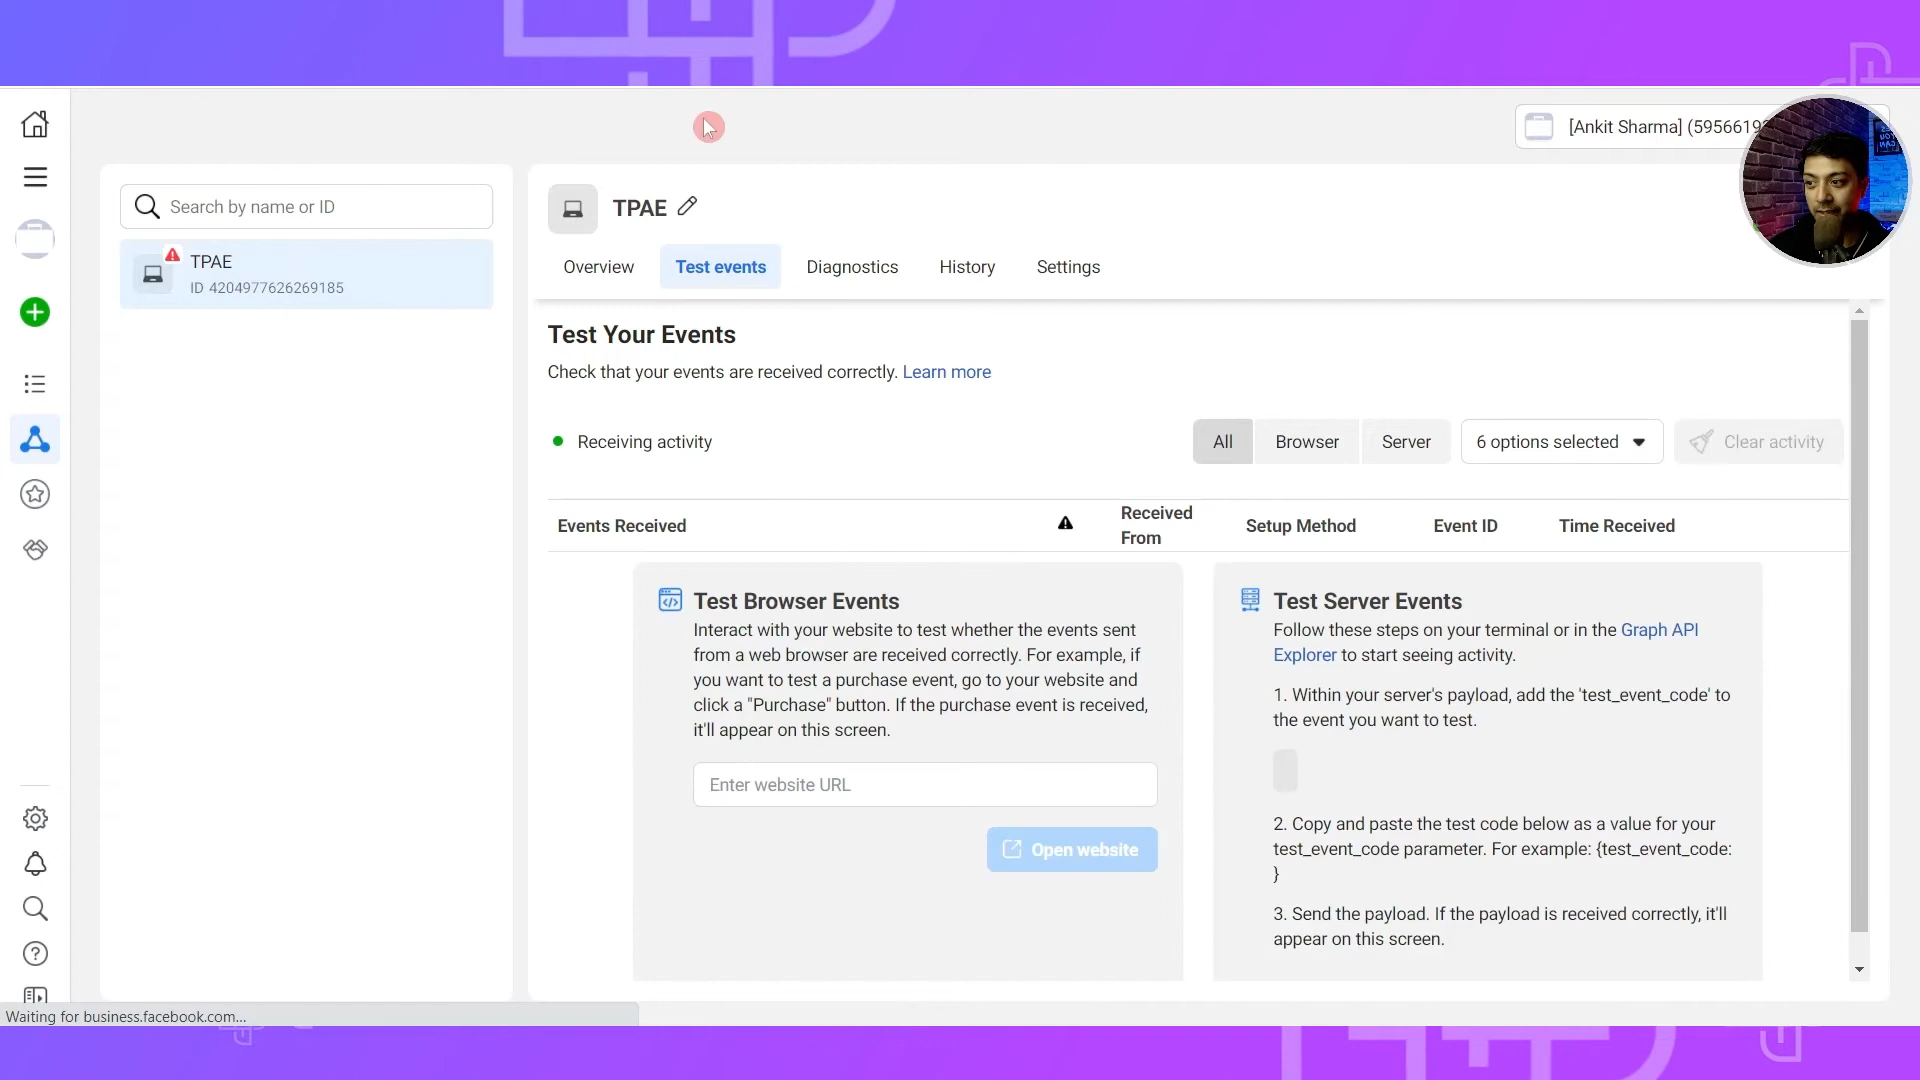 [Ankit Sharma] (5956619
Search by name or ID
TPAE
ID 4204977626269185
TPAE
Overview
Test events
Diagnostics
History
Settings
Test Your Events
Check that your events are received correctly. Learn more
Receiving activity
All
Browser
Server
6 options selected
Clear activity
Events Received
Received
From
Setup Method
Event ID
Time Received
Test Browser Events
Interact with your website to test whether the events sent
from a web browser are received correctly. For example, if
you want to test a purchase event, go to your website and
click a "Purchase" button. If the purchase event is received,
it'll appear on this screen.
Enter website URL
Open website
Test Server Events
Follow these steps on your terminal or in the Graph API
Explorer to start seeing activity.
1. Within your server's payload, add the 'test_event_code' to
the event you want to test.
2. Copy and paste the test code below as a value for your
test_event_code parameter. For example: {test_event_code:
}
3. Send the payload. If the payload is received correctly, it'll
appear on this screen.
Waiting for business.facebook.com...